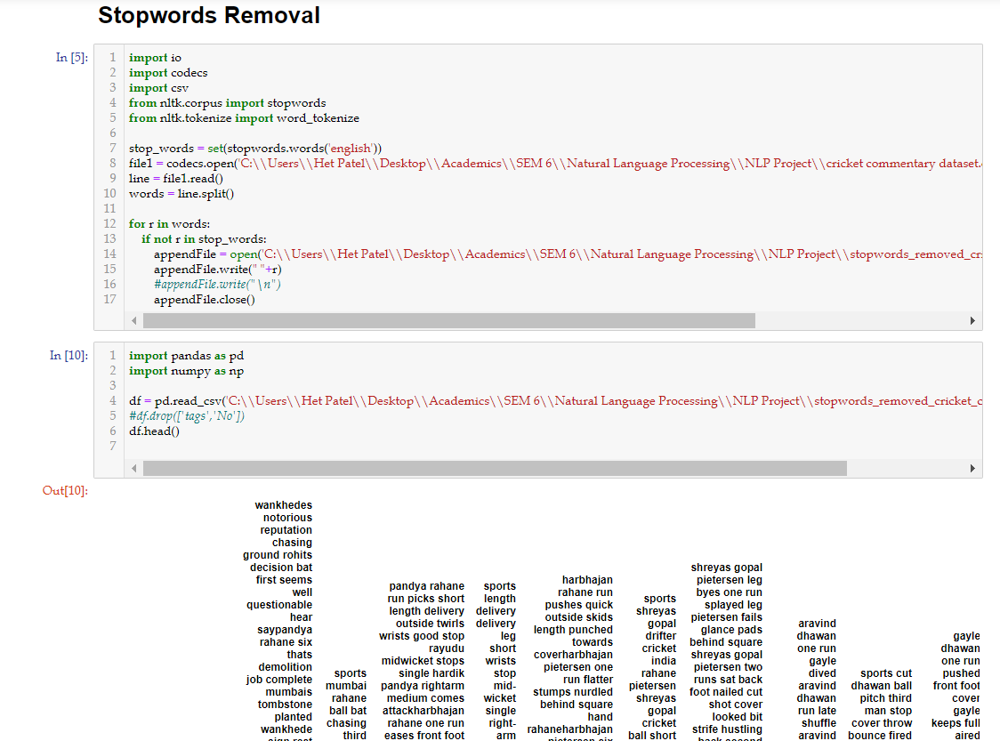 Stopwords Removal
In [5]:
1 import io
2 import codecs
3 import csv
4 from nltk.corpus import stopwords
5 from nltk.tokenize import word_tokenize
6
7 stop_words = set(stopwords.words('english'))
8 file1 = codecs.open('C:\\Users\\Het Patel\\Desktop\\Academics\\SEM 6\\Natural Language Processing\\NLP Project\\cricket commentary dataset.
9 line = file1.read()
10 words = line.split()
11
12 for r in words:
13 if not r in stop_words:
14 appendFile = open('C:\\Users\\Het Patel\\Desktop\\Academics\\SEM 6\\Natural Language Processing\\NLP Project\\stopwords_removed_cr
15 appendFile.write(" "+r)
16 #appendFile.write("\n")
17 appendFile.close()
In [10]:
1 import pandas as pd
2 import numpy as np
3
4 df = pd.read_csv('C:\\Users\\Het Patel\\Desktop\\Academics\\SEM 6\\Natural Language Processing\\NLP Project\\stopwords_removed_cricket_c
5 #df.drop(['tags','No'])
6 df.head()
7
Out[10]:
wankhedes
notorious
reputation
chasing
ground rohits
decision bat
first seems
well
questionable
hear
saypandya
rahane six
thats
demolition
job complete
mumbais
tombstone
planted
wankhede
sign rest
sports
mumbai
rahane
ball bat
chasing
third
pandya rahane
run picks short
length delivery
outside twirls
wrists good stop
rayudu
midwicket stops
single hardik
pandya rightarm
medium comes
attackharbhajan
rahane one run
eases front foot
sports
length
delivery
delivery
leg
short
wrists
stop
mid-
wicket
single
right-
arm
harbhajan
rahane run
pushes quick
outside skids
length punched
towards
coverharbhajan
pietersen one
run flatter
stumps nurdled
behind square
hand
rahaneharbhajan
pietersen six
sports
shreyas
gopal
drifter
cricket
india
rahane
pietersen
shreyas
gopal
cricket
ball short
shreyas gopal
pietersen leg
byes one run
splayed leg
pietersen fails
glance pads
behind square
shreyas gopal
pietersen two
runs sat back
foot nailed cut
shot cover
looked bit
strife hustling
back second
aravind
dhawan
one run
gayle
dived
aravind
dhawan
run late
shuffle
aravind
sports cut
dhawan ball
pitch third
man stop
cover throw
bounce fired
gayle
dhawan
one run
pushed
front foot
cover
gayle
keeps full
aired